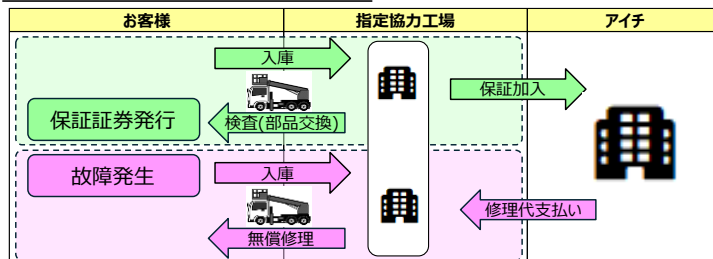 お客様
指定協力工場
アイチ
入庫
保証加入
保証証券発行
検査(部品交換)
故障発生
入庫
修理代支払い
無償修理